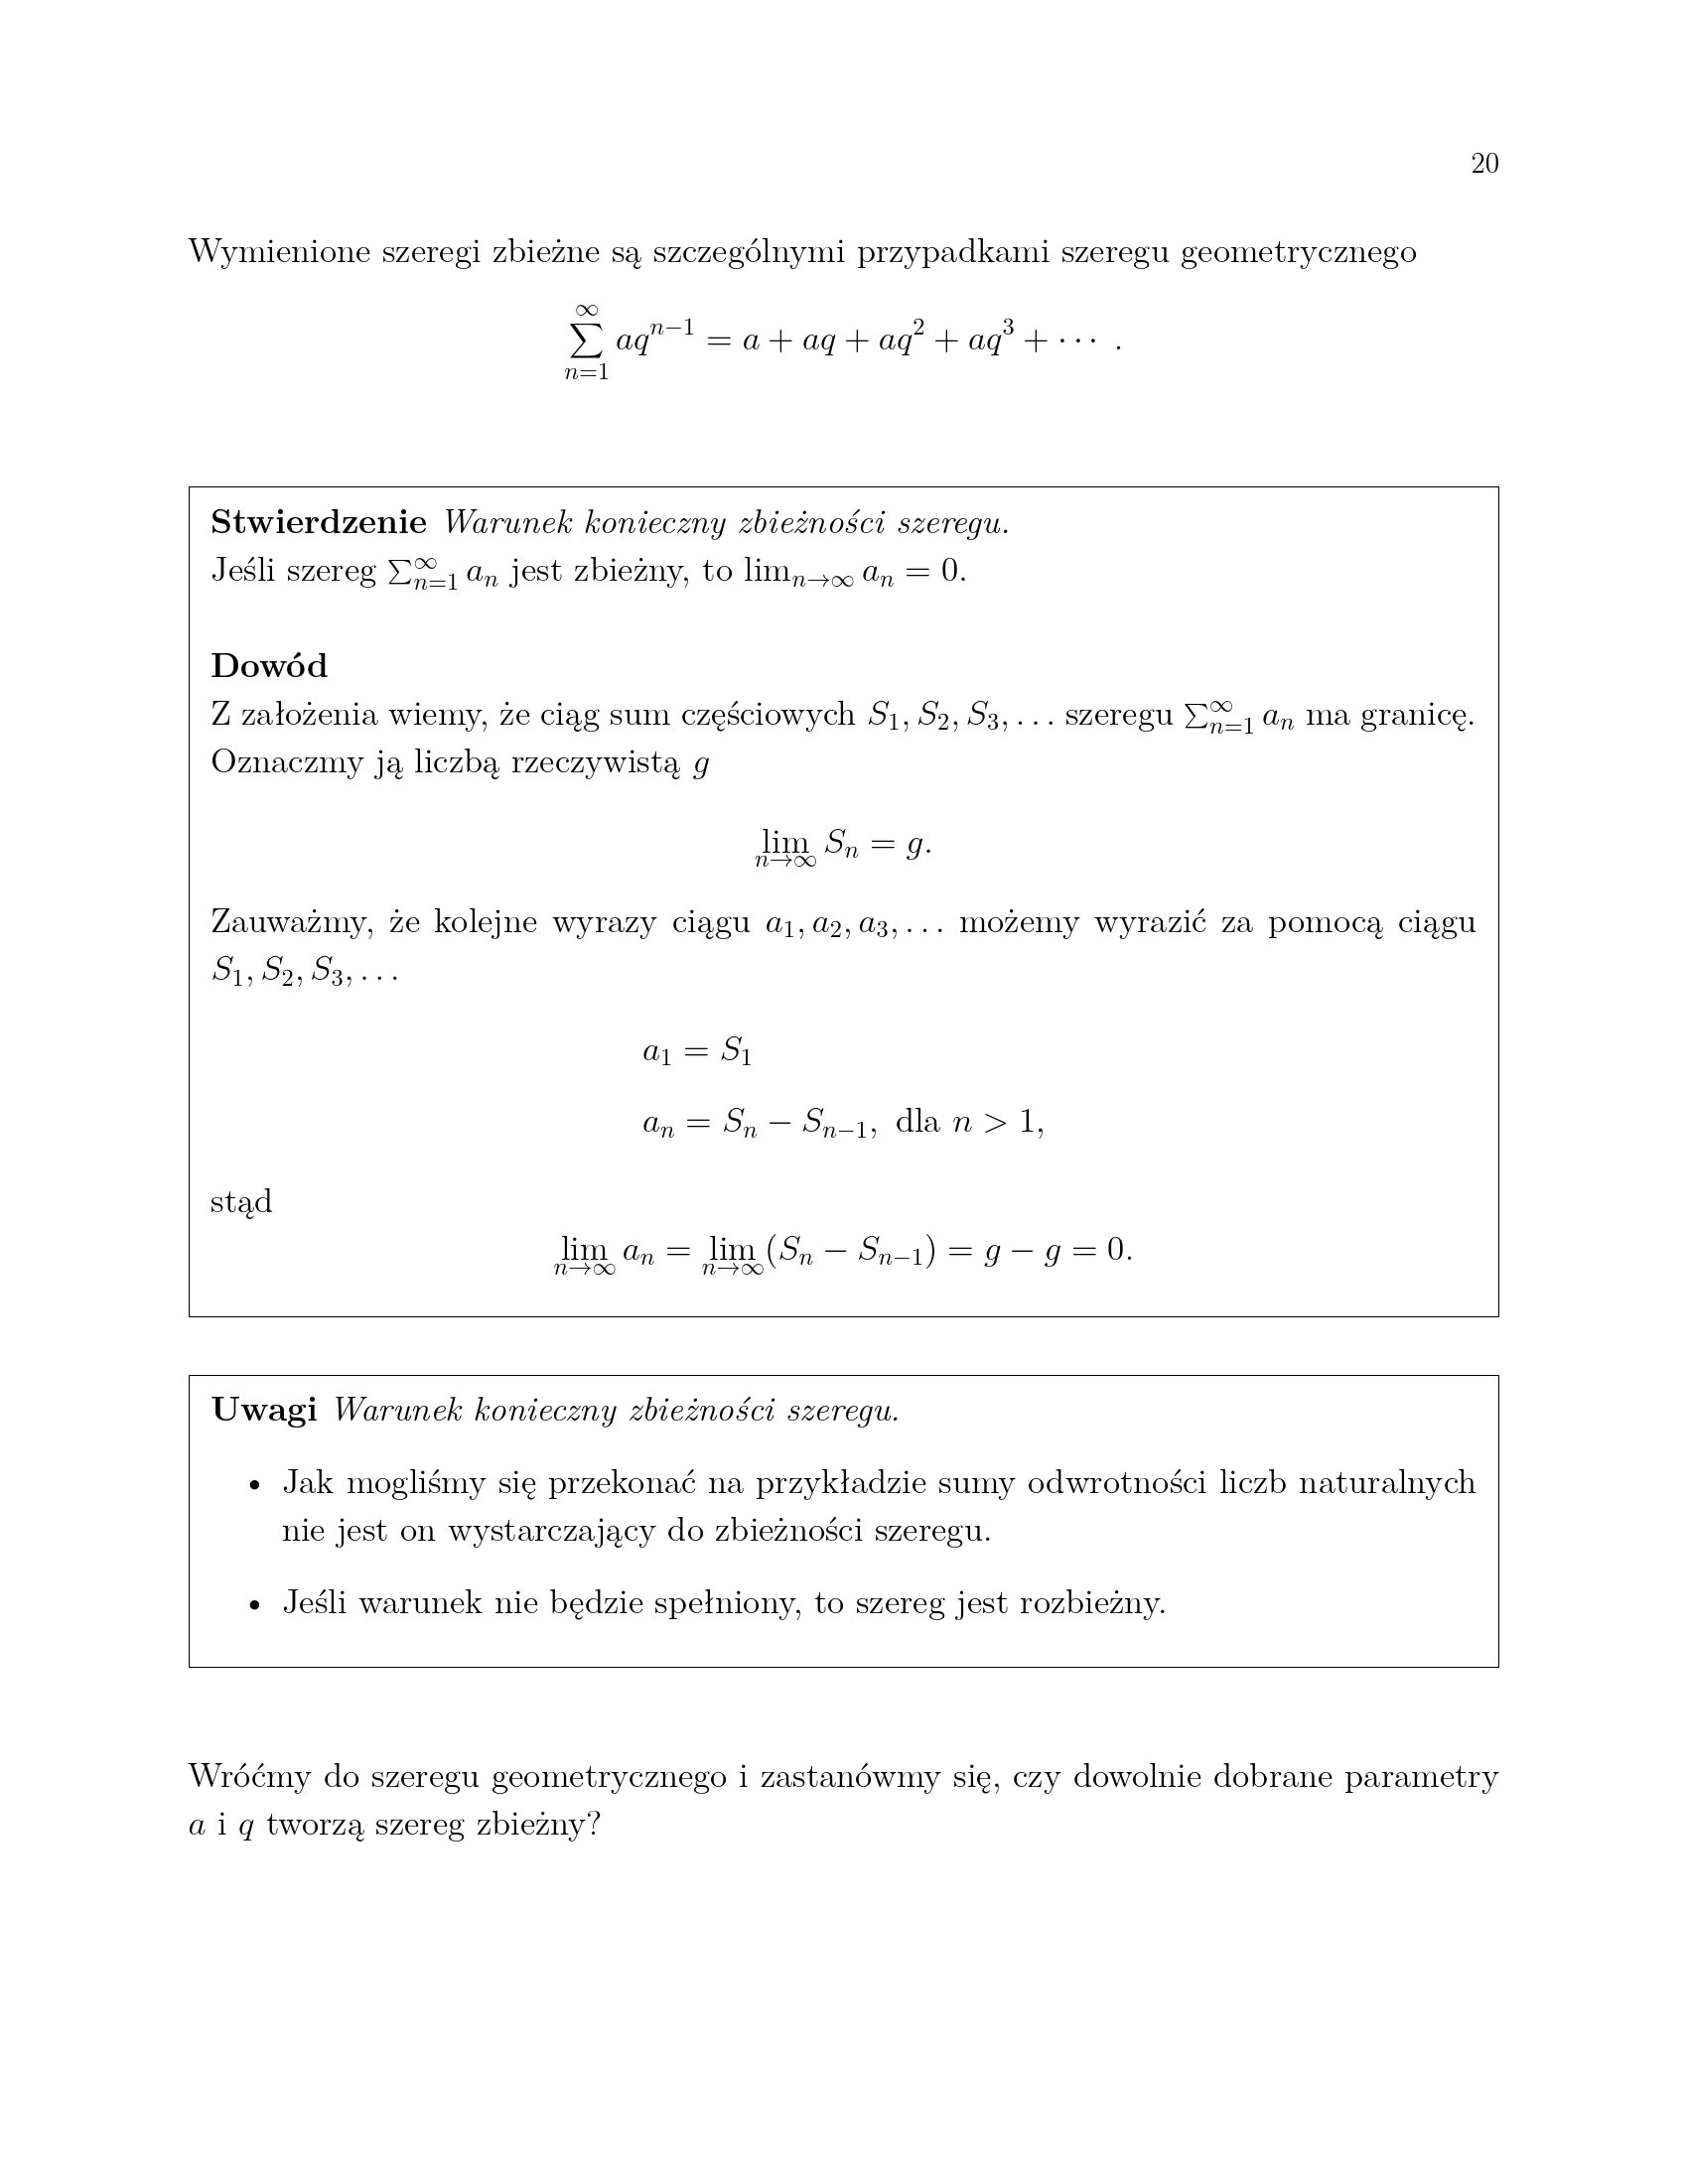 20
Wymienione szeregi zbieżne są szczególnymi przypadkami szeregu geometrycznego
$\sum_{n=1}^{\infty} aq^{n-1} = a + aq + aq^2 + aq^3 + \cdots$ .
**Stwierdzenie** *Warunek konieczny zbieżności szeregu.*
Jeśli szereg $\sum_{n=1}^{\infty} a_n$ jest zbieżny, to $\lim_{n\to\infty} a_n = 0$.
**Dowód**
Z założenia wiemy, że ciąg sum częściowych $S_1, S_2, S_3, \ldots$ szeregu $\sum_{n=1}^{\infty} a_n$ ma granicę.
Oznaczmy ją liczbą rzeczywistą $g$
$\lim_{n\to\infty} S_n = g.$
Zauważmy, że kolejne wyrazy ciągu $a_1, a_2, a_3, \ldots$ możemy wyrazić za pomocą ciągu
$S_1, S_2, S_3, \ldots$
$a_1 = S_1$
$a_n = S_n - S_{n-1},$ dla $n > 1,$
stąd
$\lim_{n\to\infty} a_n = \lim_{n\to\infty} (S_n - S_{n-1}) = g - g = 0.$
**Uwagi** *Warunek konieczny zbieżności szeregu.*
• Jak mogliśmy się przekonać na przykładzie sumy odwrotności liczb naturalnych
nie jest on wystarczający do zbieżności szeregu.
• Jeśli warunek nie będzie spełniony, to szereg jest rozbieżny.
Wróćmy do szeregu geometrycznego i zastanówmy się, czy dowolnie dobrane parametry
$a$ i $q$ tworzą szereg zbieżny?